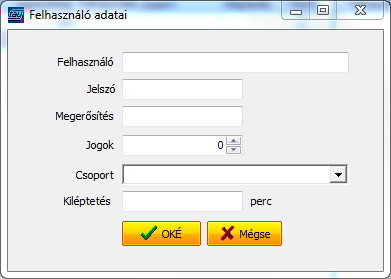 Felhasználó adatai
Felhasználó
Jelszó
Megerősítés
Jogok 0
Csoport
Kiléptetés perc
OKÉ Mégse